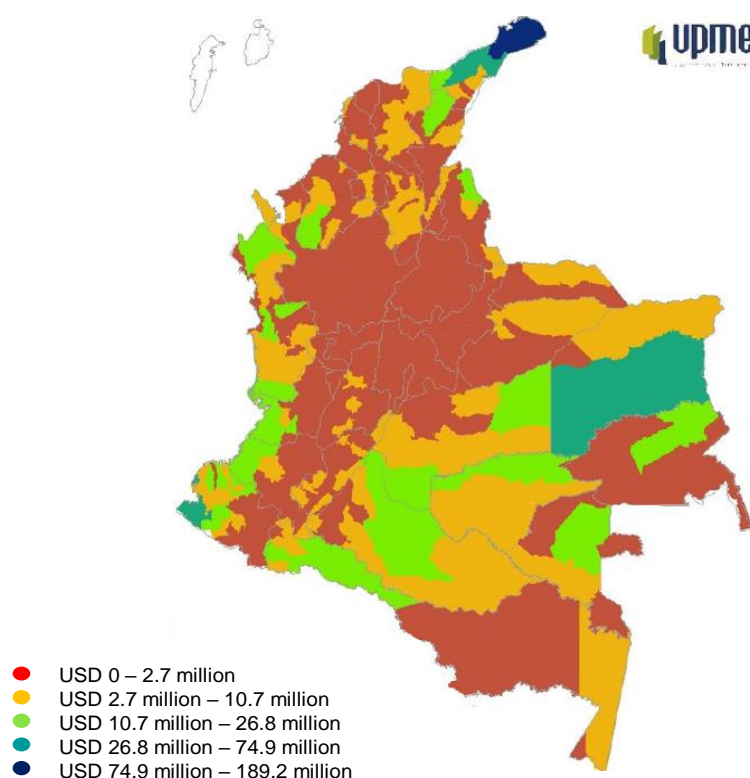 upme
USD 0 – 2.7 million
USD 2.7 million – 10.7 million
USD 10.7 million – 26.8 million
USD 26.8 million – 74.9 million
USD 74.9 million – 189.2 million